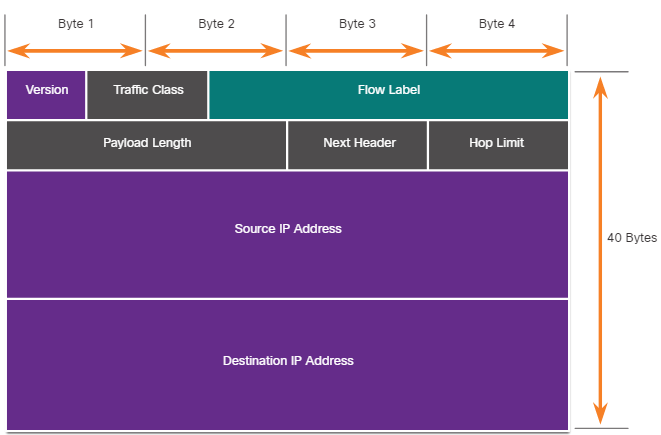 Byte 1 Byte 2 Byte 3 Byte 4
Version Traffic Class Flow Label
Payload Length Next Header Hop Limit
Source IP Address
40 Bytes
Destination IP Address